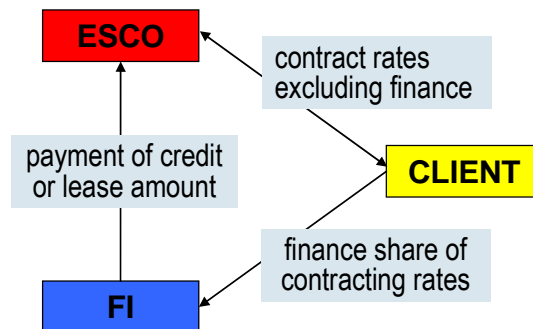 ESCO
contract rates
excluding finance
payment of credit
or lease amount
CLIENT
finance share of
contracting rates
FI